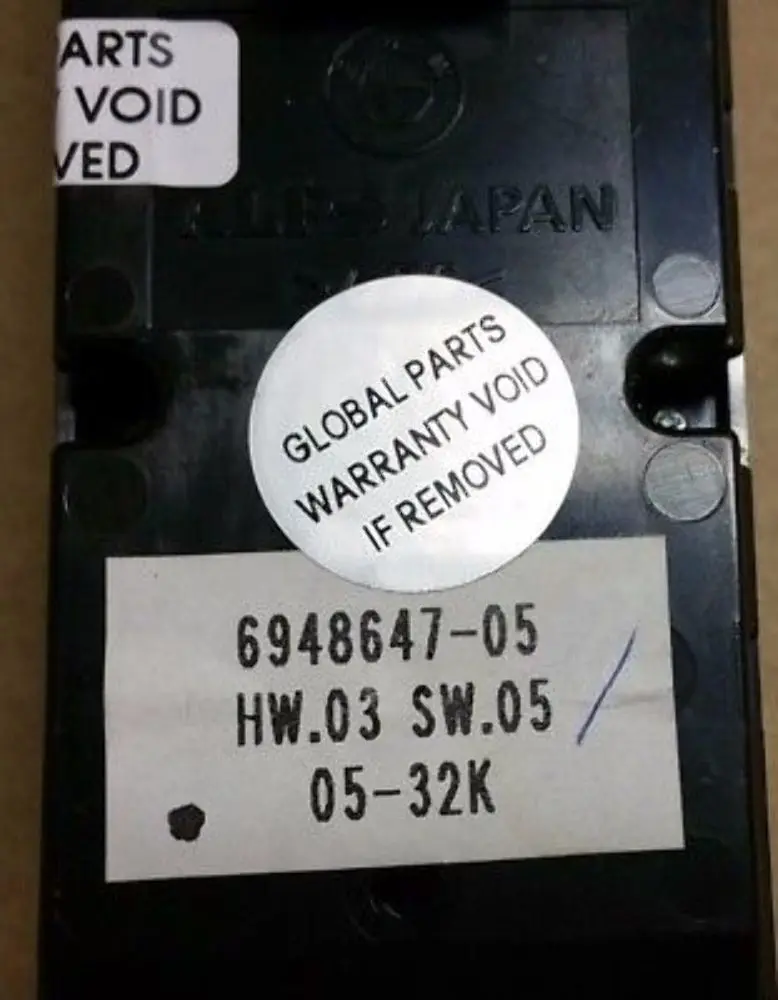 ARTS
VOID
VED
JAPAN
GLOBAL PARTS
WARRANTY VOID
IF REMOVED
6948647-05
HW.03 SW.05
05-32K